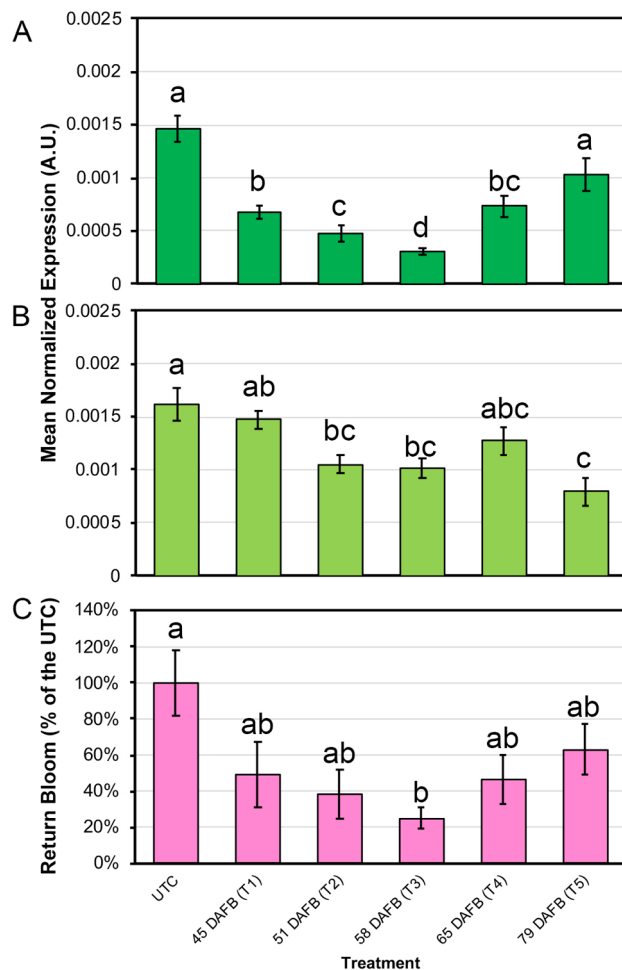 A
Mean Normalized Expression (A.U.)
0.0025
0.002
0.0015
0.001
0.0005
0
a
b
c
d
bc
a
B
0.0025
0.002
0.0015
0.001
0.0005
0
a
ab
bc
bc
abc
c
C
Return Bloom (% of the UTC)
140%
120%
100%
80%
60%
40%
20%
0%
a
ab
ab
b
ab
ab
UTC
45 DAFB (T1)
51 DAFB (T2)
58 DAFB (T3)
65 DAFB (T4)
79 DAFB (T5)
Treatment